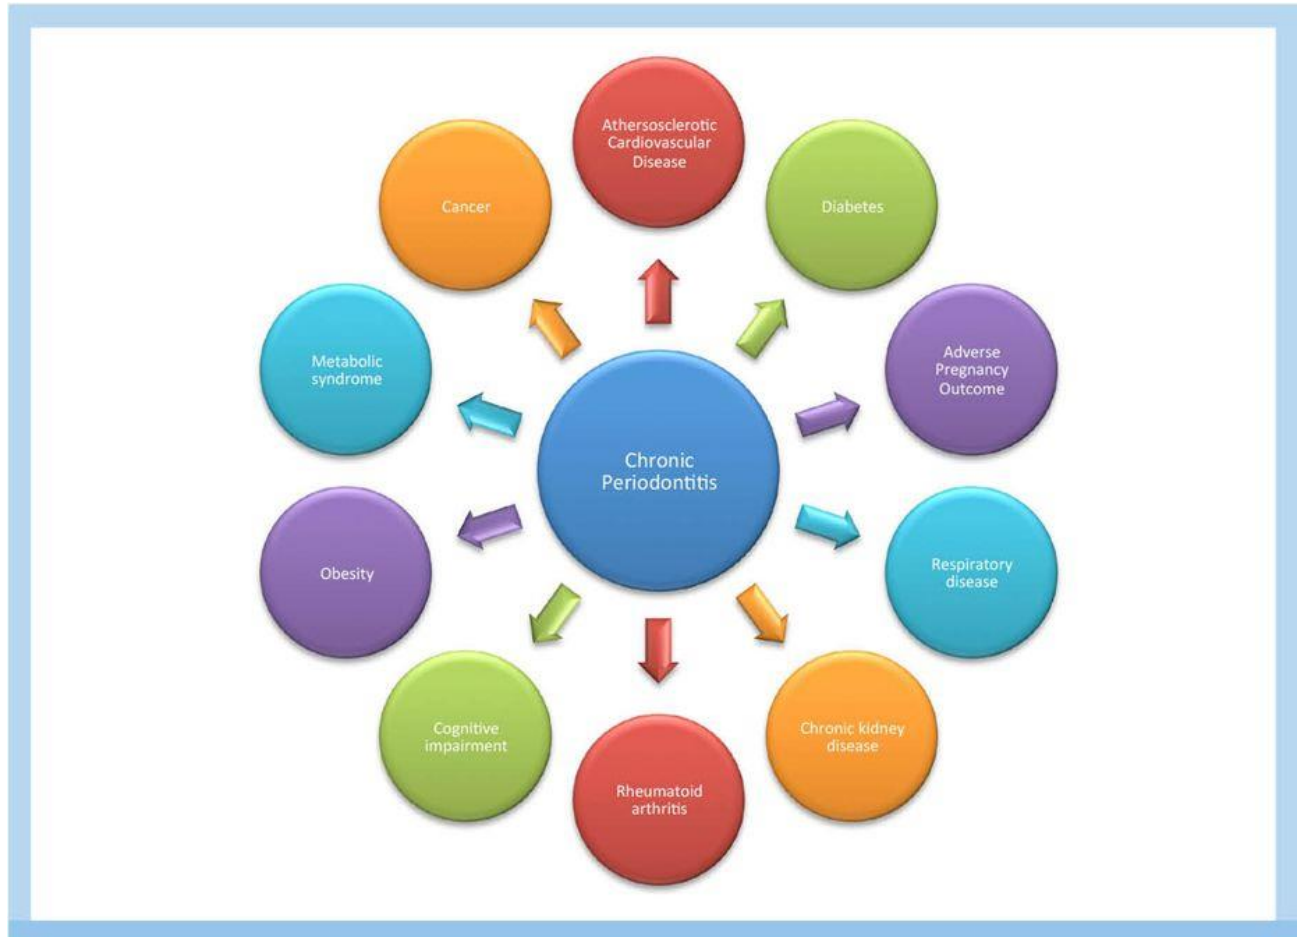 Athersosclerotic
Cardiovascular
Disease
Diabetes
Adverse
Pregnancy
Outcome
Respiratory
disease
Chronic kidney
disease
Rheumatoid
arthritis
Cognitive
impairment
Obesity
Metabolic
syndrome
Cancer
Chronic
Periodontitis